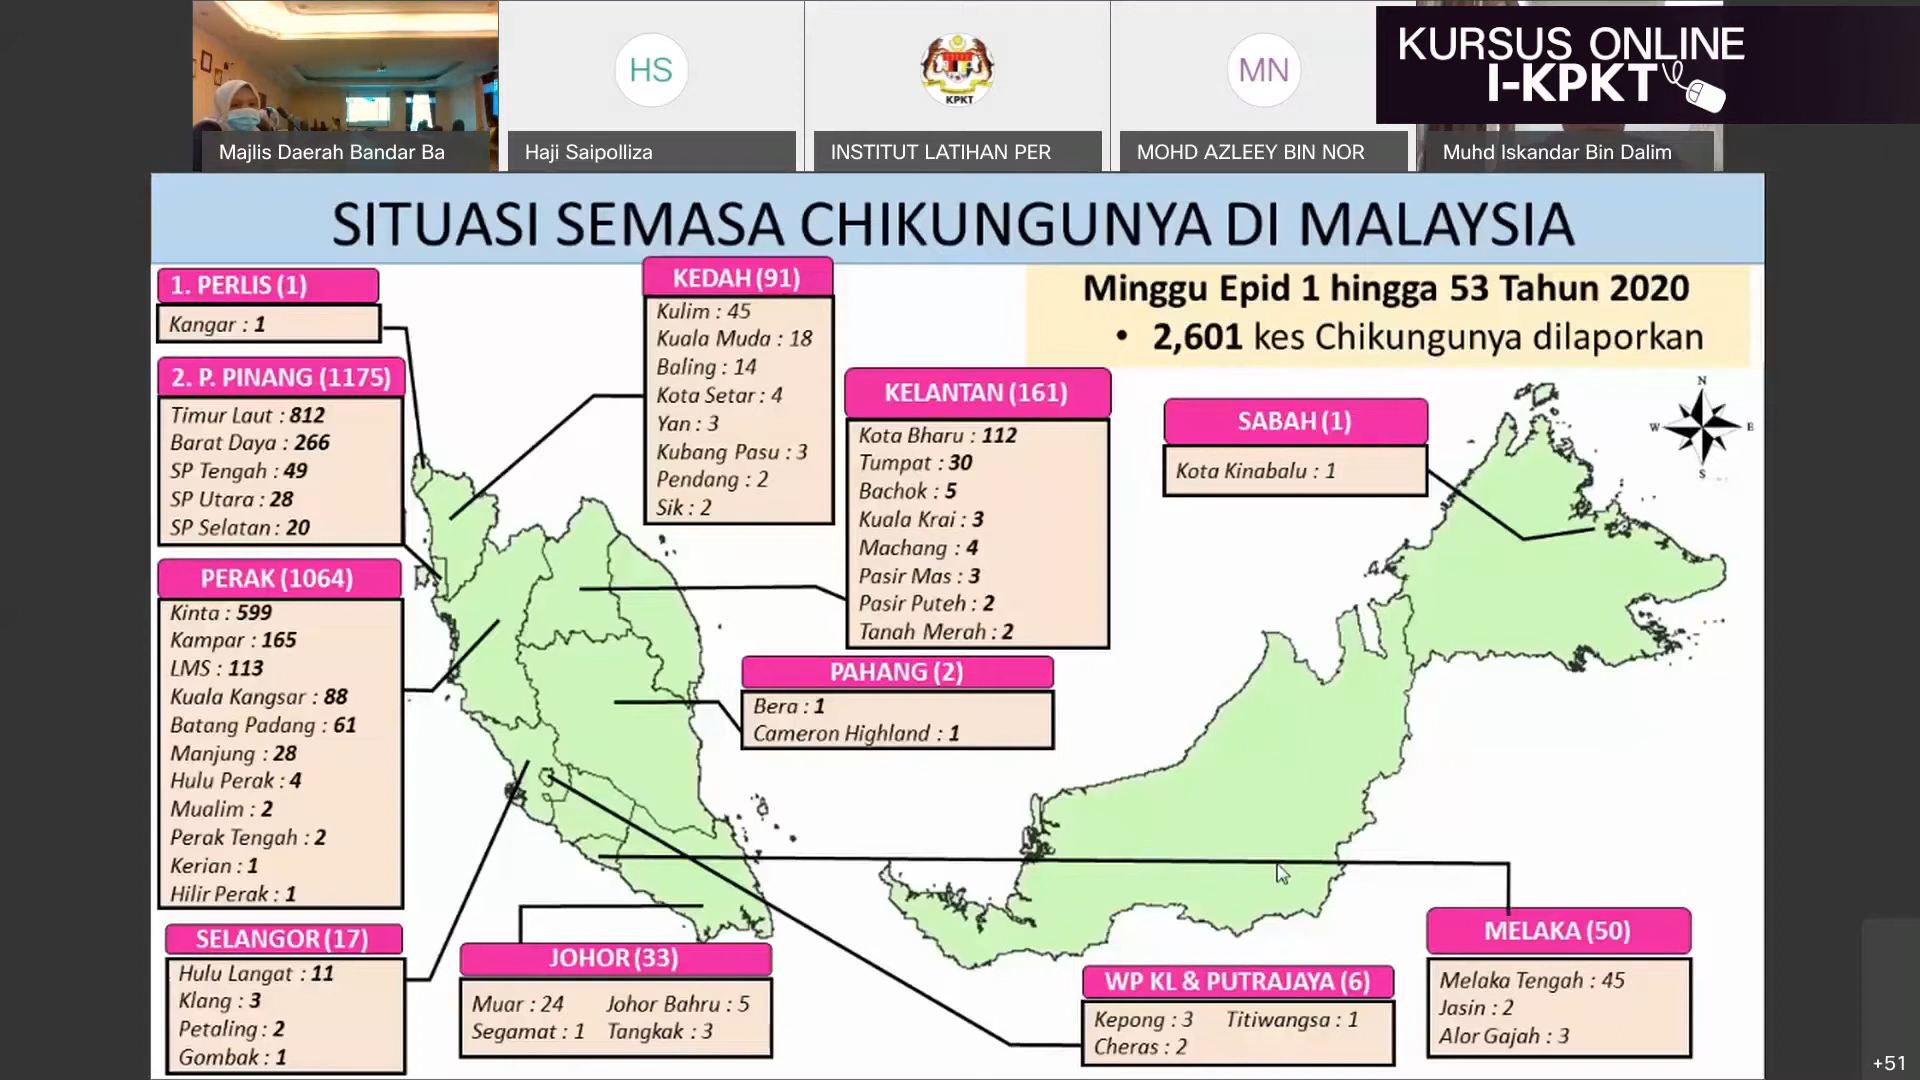 KURSUS ONLINE
I-KPKT
HS
KPKT
MN
Majlis Daerah Bandar Ba
Haji Saipolliza
INSTITUT LATIHAN PER
MOHD AZLEEY BIN NOR
Muhd Iskandar Bin Dalim
SITUASI SEMASA CHIKUNGUNYA DI MALAYSIA
Minggu Epid 1 hingga 53 Tahun 2020
• 2,601 kes Chikungunya dilaporkan
1. PERLIS (1)
Kangar : 1
2. P. PINANG (1175)
Timur Laut : 812
Barat Daya : 266
SP Tengah : 49
SP Utara : 28
SP Selatan : 20
PERAK (1064)
Kinta : 599
Kampar : 165
LMS : 113
Kuala Kangsar : 88
Batang Padang : 61
Manjung : 28
Hulu Perak : 4
Mualim : 2
Perak Tengah : 2
Kerian : 1
Hilir Perak : 1
SELANGOR (17)
Hulu Langat : 11
Klang : 3
Petaling : 2
Gombak : 1
KEDAH (91)
Kulim : 45
Kuala Muda : 18
Baling : 14
Kota Setar : 4
Yan : 3
Kubang Pasu : 3
Pendang : 2
Sik : 2
KELANTAN (161)
Kota Bharu : 112
Tumpat : 30
Bachok : 5
Kuala Krai : 3
Machang : 4
Pasir Mas : 3
Pasir Puteh : 2
Tanah Merah : 2
PAHANG (2)
Bera : 1
Cameron Highland : 1
SABAH (1)
Kota Kinabalu : 1
N
W
E
S
JOHOR (33)
Muar : 24 Johor Bahru : 5
Segamat : 1 Tangkak : 3
WP KL & PUTRAJAYA (6)
Kepong : 3 Titiwangsa : 1
Cheras : 2
MELAKA (50)
Melaka Tengah : 45
Jasin : 2
Alor Gajah : 3
+51